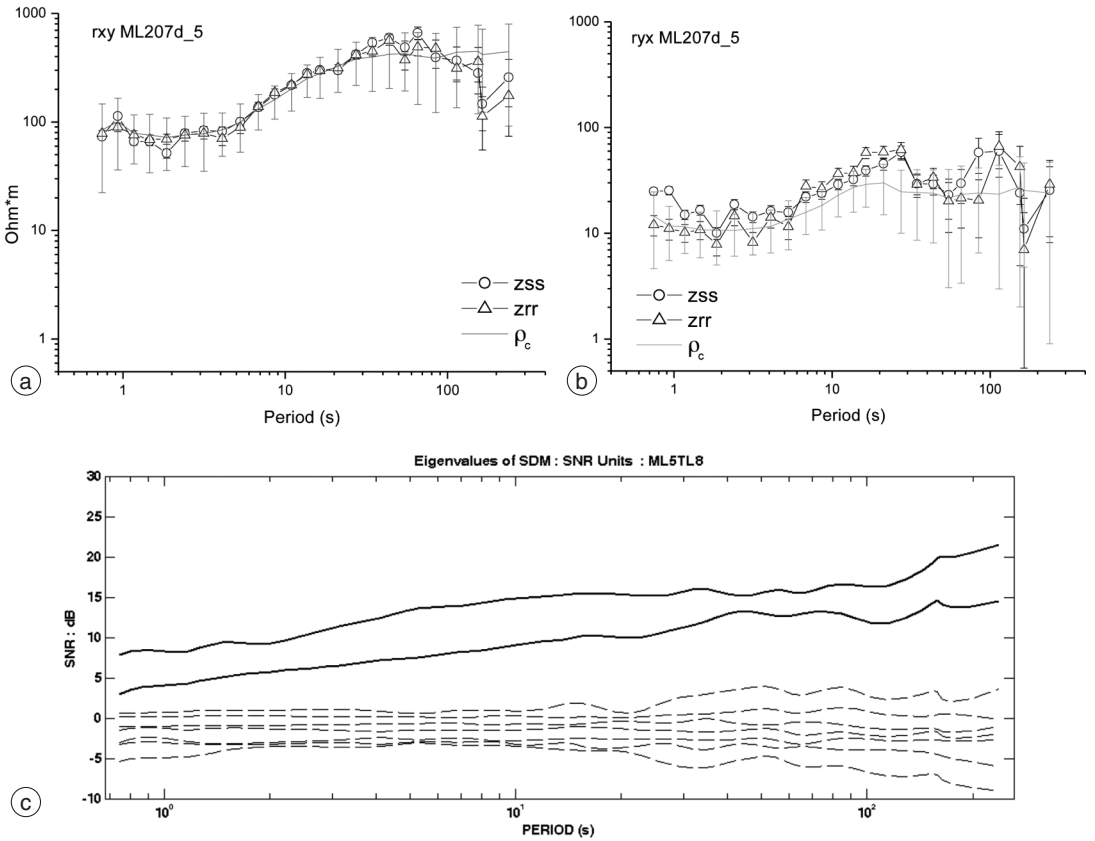 1000
rxy ML207d_5
100
10
1
Ohm*m
zss
zrr
ρc
1
10
100
Period (s)
a
1000
ryx ML207d_5
100
10
1
zss
zrr
ρc
1
10
100
Period (s)
b
Eigenvalues of SDM : SNR Units : ML5TL8
30
25
20
15
10
5
0
-5
-10
SNR : dB
10⁰
10¹
10²
PERIOD (s)
c